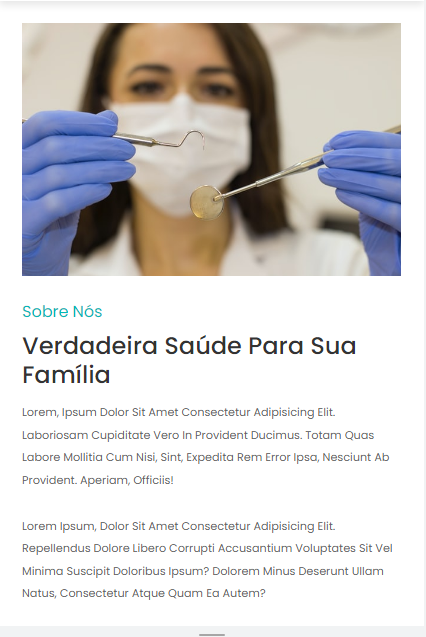 Sobre Nós
Verdadeira Saúde Para Sua
Família
Lorem, Ipsum Dolor Sit Amet Consectetur Adipisicing Elit.
Laboriosam Cupiditate Vero In Provident Ducimus. Totam Quas
Labore Mollitia Cum Nisi, Sint, Expedita Rem Error Ipsa, Nesciunt Ab
Provident. Aperiam, Officiis!
Lorem Ipsum, Dolor Sit Amet Consectetur Adipisicing Elit.
Repellendus Dolore Libero Corrupti Accusantium Voluptates Sit Vel
Minima Suscipit Doloribus Ipsum? Dolorem Minus Deserunt Ullam
Natus, Consectetur Atque Quam Ea Autem?